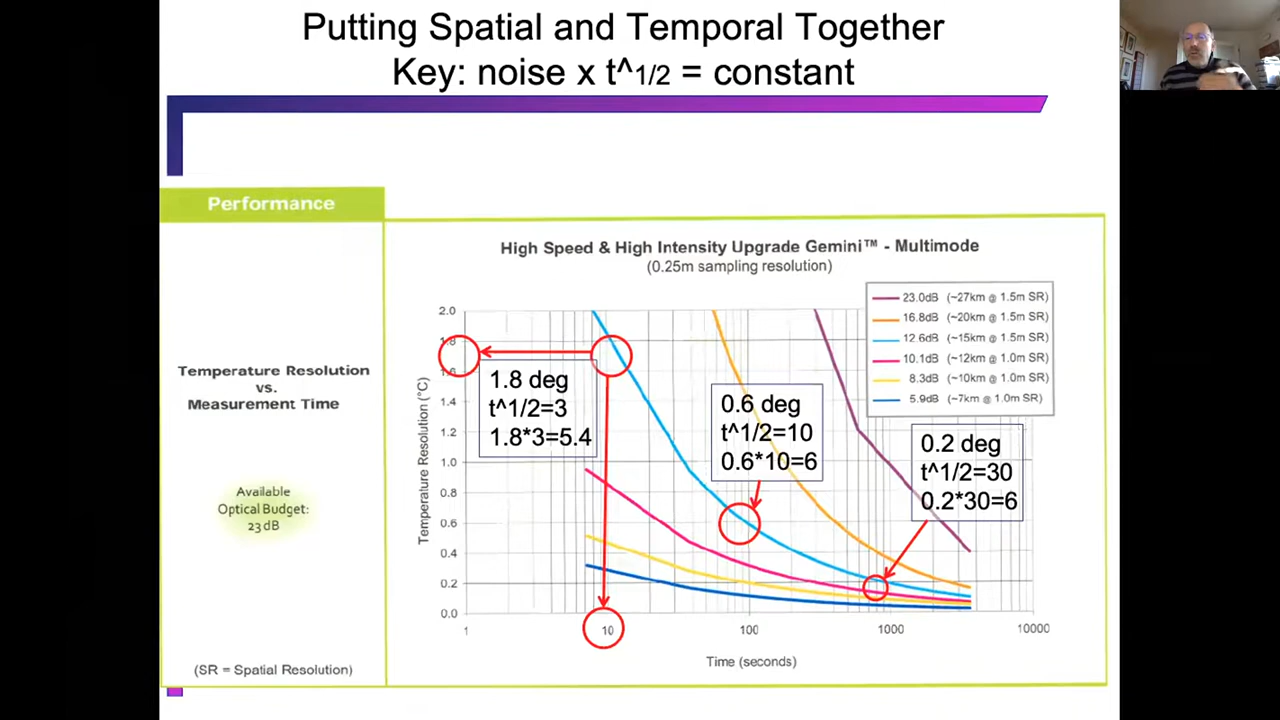 Putting Spatial and Temporal Together
Key: noise x t^1/2 = constant
Performance
High Speed & High Intensity Upgrade Gemini™ - Multimode
(0.25m sampling resolution)
23.0dB (~27km @ 1.5m SR)
16.8dB (~20km @ 1.5m SR)
12.6dB (~15km @ 1.5m SR)
10.1dB (~12km @ 1.0m SR)
8.3dB (~10km @ 1.0m SR)
5.9dB (~7km @ 1.0m SR)
Temperature Resolution
vs.
Measurement Time
Available
Optical Budget:
23 dB
(SR = Spatial Resolution)
Temperature Resolution (°C)
2.0
1.8
1.6
1.4
1.2
1.0
0.8
0.6
0.4
0.2
0.0
1.8 deg
t^1/2=3
1.8*3=5.4
0.6 deg
t^1/2=10
0.6*10=6
0.2 deg
t^1/2=30
0.2*30=6
1
10
100
1000
10000
Time (seconds)